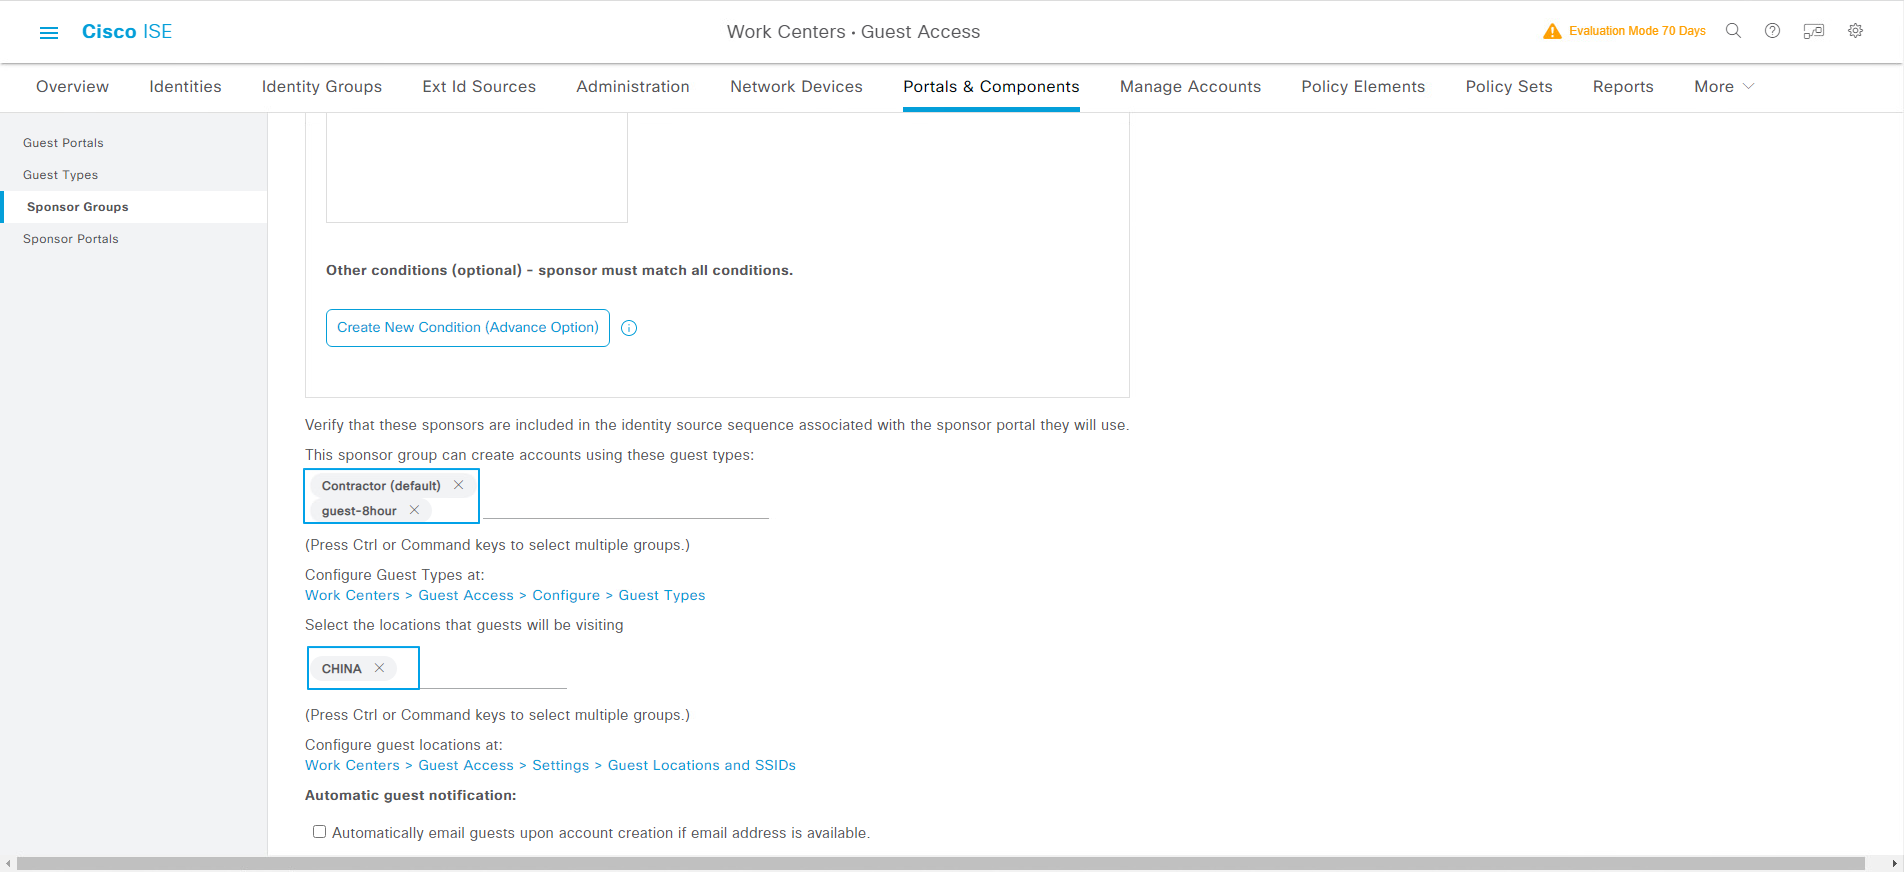 Cisco ISE
Work Centers · Guest Access
Evaluation Mode 70 Days
Overview
Identities
Identity Groups
Ext Id Sources
Administration
Network Devices
Portals & Components
Manage Accounts
Policy Elements
Policy Sets
Reports
More
Guest Portals
Guest Types
Sponsor Groups
Sponsor Portals
Other conditions (optional) - sponsor must match all conditions.
Create New Condition (Advance Option)
Verify that these sponsors are included in the identity source sequence associated with the sponsor portal they will use.
This sponsor group can create accounts using these guest types:
Contractor (default)
guest-8hour
(Press Ctrl or Command keys to select multiple groups.)
Configure Guest Types at:
Work Centers > Guest Access > Configure > Guest Types
Select the locations that guests will be visiting
CHINA
(Press Ctrl or Command keys to select multiple groups.)
Configure guest locations at:
Work Centers > Guest Access > Settings > Guest Locations and SSIDs
Automatic guest notification:
Automatically email guests upon account creation if email address is available.